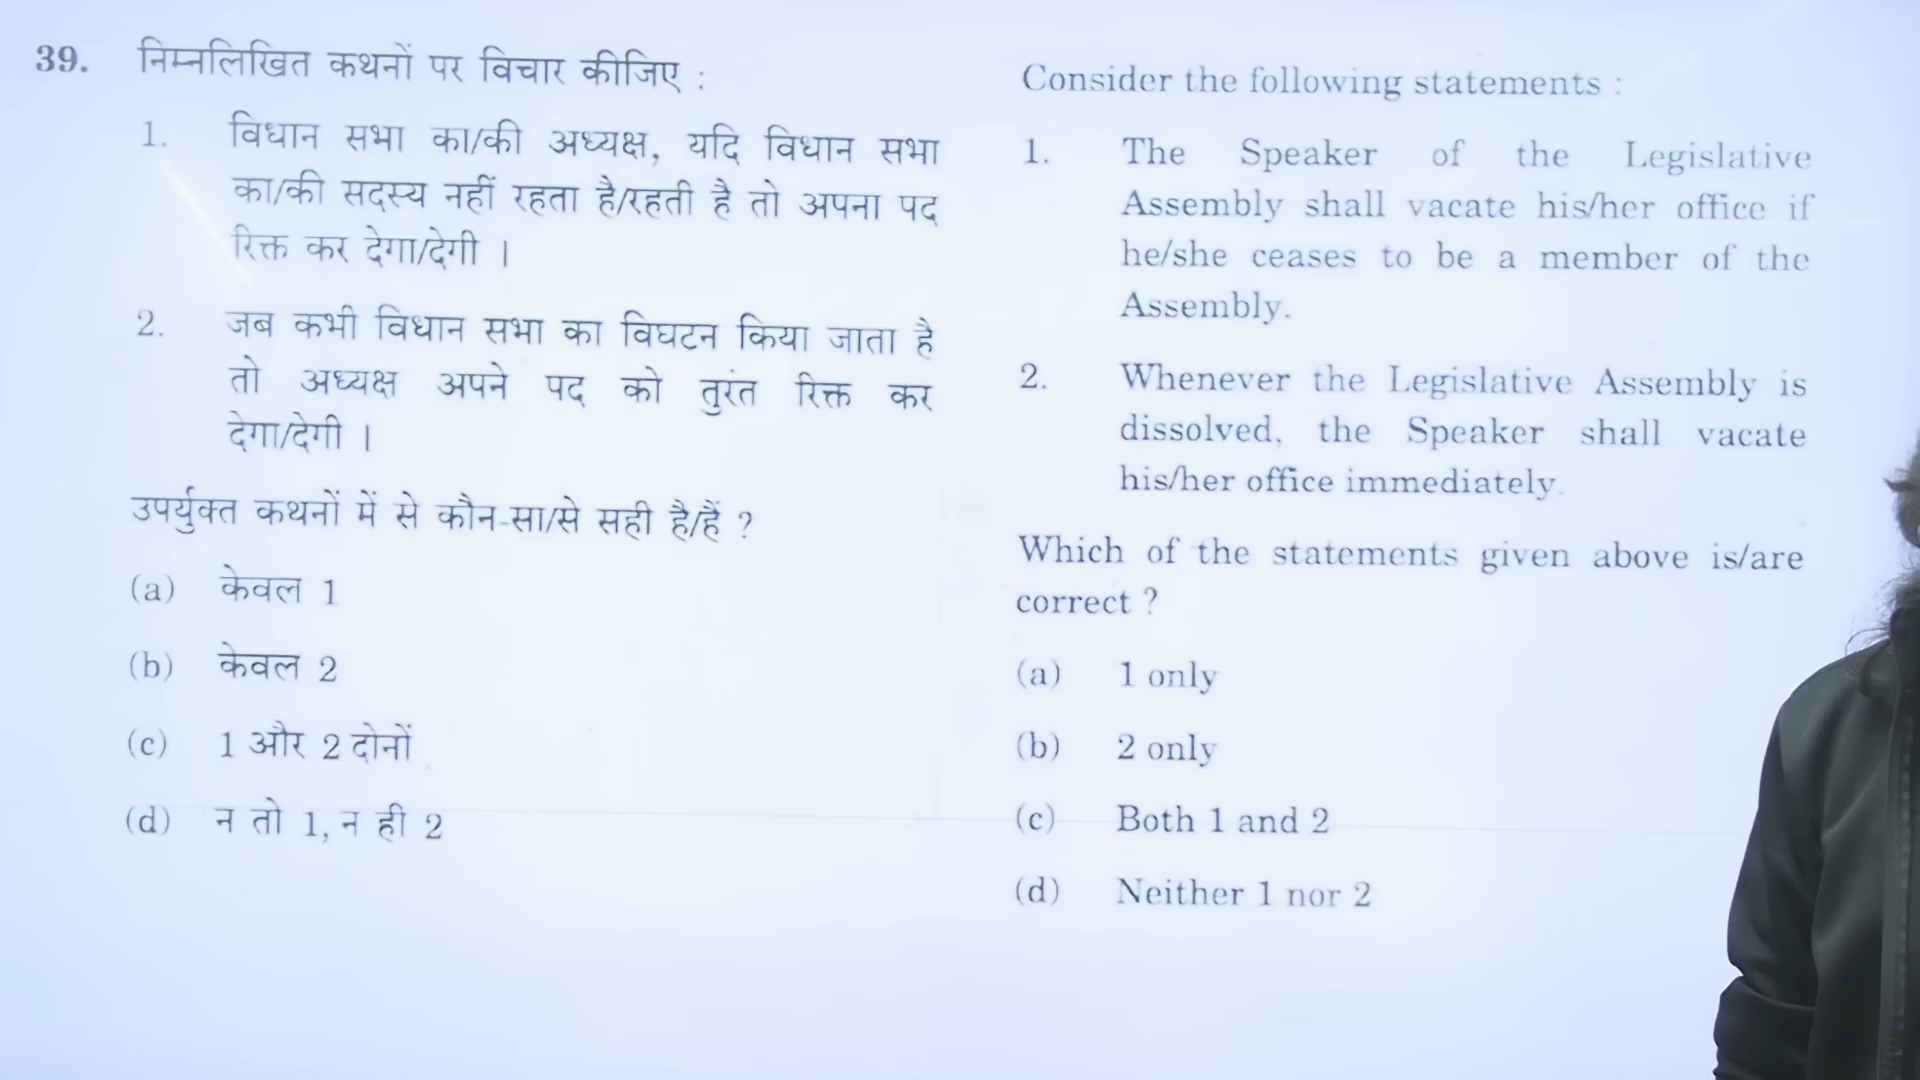 39. निम्नलिखित कथनों पर विचार कीजिए :
1. विधान सभा का/की अध्यक्ष, यदि विधान सभा
का/की सदस्य नहीं रहता है/रहती है तो अपना पद
रिक्त कर देगा/देगी ।
2. जब कभी विधान सभा का विघटन किया जाता है
तो अध्यक्ष अपने पद को तुरंत रिक्त कर
देगा/देगी ।
उपर्युक्त कथनों में से कौन-सा/से सही है/हैं ?
(a) केवल 1
(b) केवल 2
(c) 1 और 2 दोनों
(d) न तो 1, न ही 2
Consider the following statements :
1. The Speaker of the Legislative
Assembly shall vacate his/her office if
he/she ceases to be a member of the
Assembly.
2. Whenever the Legislative Assembly is
dissolved, the Speaker shall vacate
his/her office immediately.
Which of the statements given above is/are
correct ?
(a) 1 only
(b) 2 only
(c) Both 1 and 2
(d) Neither 1 nor 2